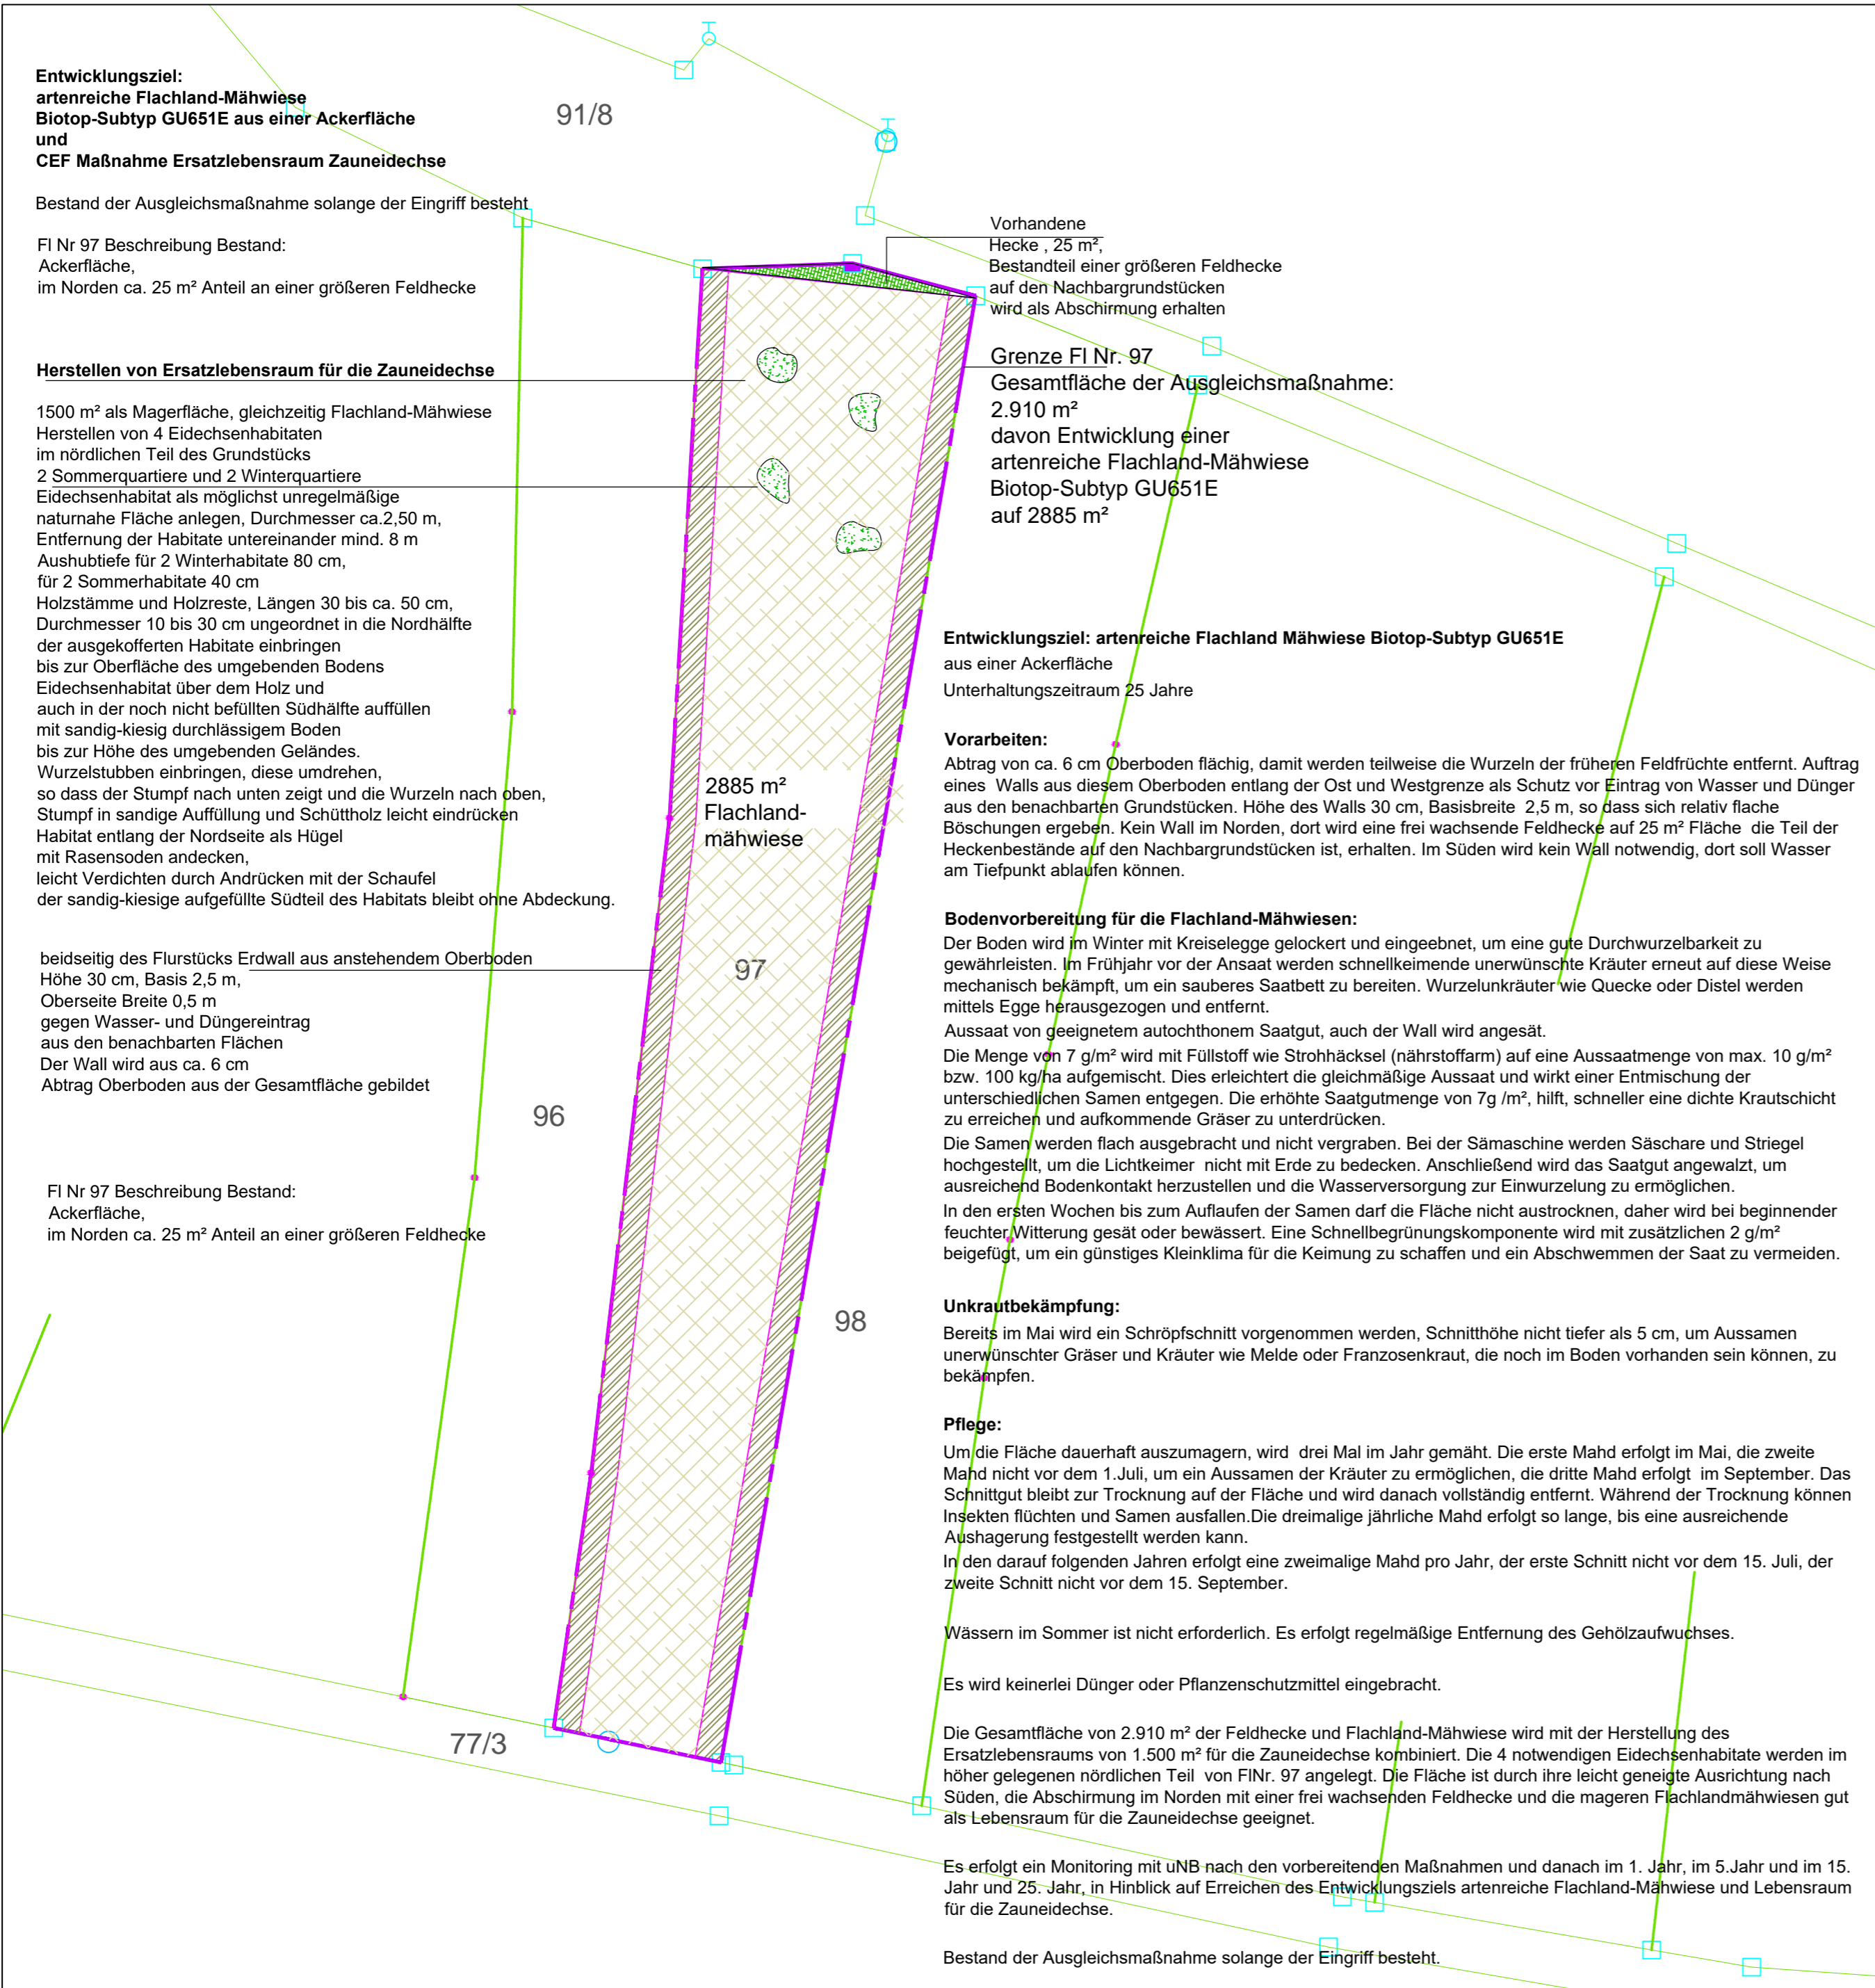 Entwicklungsziel:
artenreiche Flachland-Mähwiese
Biotop-Subtyp GU651E aus einer Ackerfläche
und
CEF Maßnahme Ersatzlebensraum Zauneidechse
Bestand der Ausgleichsmaßnahme solange der Eingriff besteht
Fl Nr 97 Beschreibung Bestand:
Ackerfläche,
im Norden ca. 25 m² Anteil an einer größeren Feldhecke
Herstellen von Ersatzlebensraum für die Zauneidechse
1500 m² als Magerfläche, gleichzeitig Flachland-Mähwiese
Herstellen von 4 Eidechsenhabitaten
im nördlichen Teil des Grundstücks
2 Sommerquartiere und 2 Winterquartiere
Eidechsenhabitat als möglichst unregelmäßige
naturnahe Fläche anlegen, Durchmesser ca.2,50 m,
Entfernung der Habitate untereinander mind. 8 m
Aushubtiefe für 2 Winterhabitate 80 cm,
für 2 Sommerhabitate 40 cm
Holzstämme und Holzreste, Längen 30 bis ca. 50 cm,
Durchmesser 10 bis 30 cm ungeordnet in die Nordhälfte
der ausgekofferten Habitate einbringen
bis zur Oberfläche des umgebenden Bodens
Eidechsenhabitat über dem Holz und
auch in der noch nicht befüllten Südhälfte auffüllen
mit sandig-kiesig durchlässigem Boden
bis zur Höhe des umgebenden Geländes.
Wurzelstubben einbringen, diese umdrehen,
so dass der Stumpf nach unten zeigt und die Wurzeln nach oben,
Stumpf in sandige Auffüllung und Schüttholz leicht eindrücken
Habitat entlang der Nordseite als Hügel
mit Rasensoden andecken,
leicht Verdichten durch Andrücken mit der Schaufel
der sandig-kiesige aufgefüllte Südteil des Habitats bleibt ohne Abdeckung.
beidseitig des Flurstücks Erdwall aus anstehendem Oberboden
Höhe 30 cm, Basis 2,5 m,
Oberseite Breite 0,5 m
gegen Wasser- und Düngereintrag
aus den benachbarten Flächen
Der Wall wird aus ca. 6 cm
Abtrag Oberboden aus der Gesamtfläche gebildet
Fl Nr 97 Beschreibung Bestand:
Ackerfläche,
im Norden ca. 25 m² Anteil an einer größeren Feldhecke
91/8
2885 m²
Flachland-
mähwiese
97
96
98
77/3
Vorhandene
Hecke , 25 m²,
Bestandteil einer größeren Feldhecke
auf den Nachbargrundstücken
wird als Abschirmung erhalten
Grenze Fl Nr. 97
Gesamtfläche der Ausgleichsmaßnahme:
2.910 m²
davon Entwicklung einer
artenreiche Flachland-Mähwiese
Biotop-Subtyp GU651E
auf 2885 m²
Entwicklungsziel: artenreiche Flachland Mähwiese Biotop-Subtyp GU651E
aus einer Ackerfläche
Unterhaltungszeitraum 25 Jahre
Vorarbeiten:
Abtrag von ca. 6 cm Oberboden flächig, damit werden teilweise die Wurzeln der früheren Feldfrüchte entfernt. Auftrag
eines Walls aus diesem Oberboden entlang der Ost und Westgrenze als Schutz vor Eintrag von Wasser und Dünger
aus den benachbarten Grundstücken. Höhe des Walls 30 cm, Basisbreite 2,5 m, so dass sich relativ flache
Böschungen ergeben. Kein Wall im Norden, dort wird eine frei wachsende Feldhecke auf 25 m² Fläche die Teil der
Heckenbestände auf den Nachbargrundstücken ist, erhalten. Im Süden wird kein Wall notwendig, dort soll Wasser
am Tiefpunkt ablaufen können.
Bodenvorbereitung für die Flachland-Mähwiesen:
Der Boden wird im Winter mit Kreiselegge gelockert und eingeebnet, um eine gute Durchwurzelbarkeit zu
gewährleisten. Im Frühjahr vor der Ansaat werden schnellkeimende unerwünschte Kräuter erneut auf diese Weise
mechanisch bekämpft, um ein sauberes Saatbett zu bereiten. Wurzelunkräuter wie Quecke oder Distel werden
mittels Egge herausgezogen und entfernt.
Aussaat von geeignetem autochthonem Saatgut, auch der Wall wird angesät.
Die Menge von 7 g/m² wird mit Füllstoff wie Strohhäcksel (nährstoffarm) auf eine Aussaatmenge von max. 10 g/m²
bzw. 100 kg/ha aufgemischt. Dies erleichtert die gleichmäßige Aussaat und wirkt einer Entmischung der
unterschiedlichen Samen entgegen. Die erhöhte Saatgutmenge von 7g /m², hilft, schneller eine dichte Krautschicht
zu erreichen und aufkommende Gräser zu unterdrücken.
Die Samen werden flach ausgebracht und nicht vergraben. Bei der Sämaschine werden Säschare und Striegel
hochgestellt, um die Lichtkeimer nicht mit Erde zu bedecken. Anschließend wird das Saatgut angewalzt, um
ausreichend Bodenkontakt herzustellen und die Wasserversorgung zur Einwurzelung zu ermöglichen.
In den ersten Wochen bis zum Auflaufen der Samen darf die Fläche nicht austrocknen, daher wird bei beginnender
feuchter Witterung gesät oder bewässert. Eine Schnellbegrünungskomponente wird mit zusätzlichen 2 g/m²
beigefügt, um ein günstiges Kleinklima für die Keimung zu schaffen und ein Abschwemmen der Saat zu vermeiden.
Unkrautbekämpfung:
Bereits im Mai wird ein Schröpfschnitt vorgenommen werden, Schnitthöhe nicht tiefer als 5 cm, um Aussamen
unerwünschter Gräser und Kräuter wie Melde oder Franzosenkraut, die noch im Boden vorhanden sein können, zu
bekämpfen.
Pflege:
Um die Fläche dauerhaft auszumagern, wird drei Mal im Jahr gemäht. Die erste Mahd erfolgt im Mai, die zweite
Mahd nicht vor dem 1.Juli, um ein Aussamen der Kräuter zu ermöglichen, die dritte Mahd erfolgt im September. Das
Schnittgut bleibt zur Trocknung auf der Fläche und wird danach vollständig entfernt. Während der Trocknung können
Insekten flüchten und Samen ausfallen.Die dreimalige jährliche Mahd erfolgt so lange, bis eine ausreichende
Aushagerung festgestellt werden kann.
In den darauf folgenden Jahren erfolgt eine zweimalige Mahd pro Jahr, der erste Schnitt nicht vor dem 15. Juli, der
zweite Schnitt nicht vor dem 15. September.
Wässern im Sommer ist nicht erforderlich. Es erfolgt regelmäßige Entfernung des Gehölzaufwuchses.
Es wird keinerlei Dünger oder Pflanzenschutzmittel eingebracht.
Die Gesamtfläche von 2.910 m² der Feldhecke und Flachland-Mähwiese wird mit der Herstellung des
Ersatzlebensraums von 1.500 m² für die Zauneidechse kombiniert. Die 4 notwendigen Eidechsenhabitate werden im
höher gelegenen nördlichen Teil von FlNr. 97 angelegt. Die Fläche ist durch ihre leicht geneigte Ausrichtung nach
Süden, die Abschirmung im Norden mit einer frei wachsenden Feldhecke und die mageren Flachlandmähwiesen gut
als Lebensraum für die Zauneidechse geeignet.
Es erfolgt ein Monitoring mit uNB nach den vorbereitenden Maßnahmen und danach im 1. Jahr, im 5.Jahr und im 15.
Jahr und 25. Jahr, in Hinblick auf Erreichen des Entwicklungsziels artenreiche Flachland-Mähwiese und Lebensraum
für die Zauneidechse.
Bestand der Ausgleichsmaßnahme solange der Eingriff besteht.